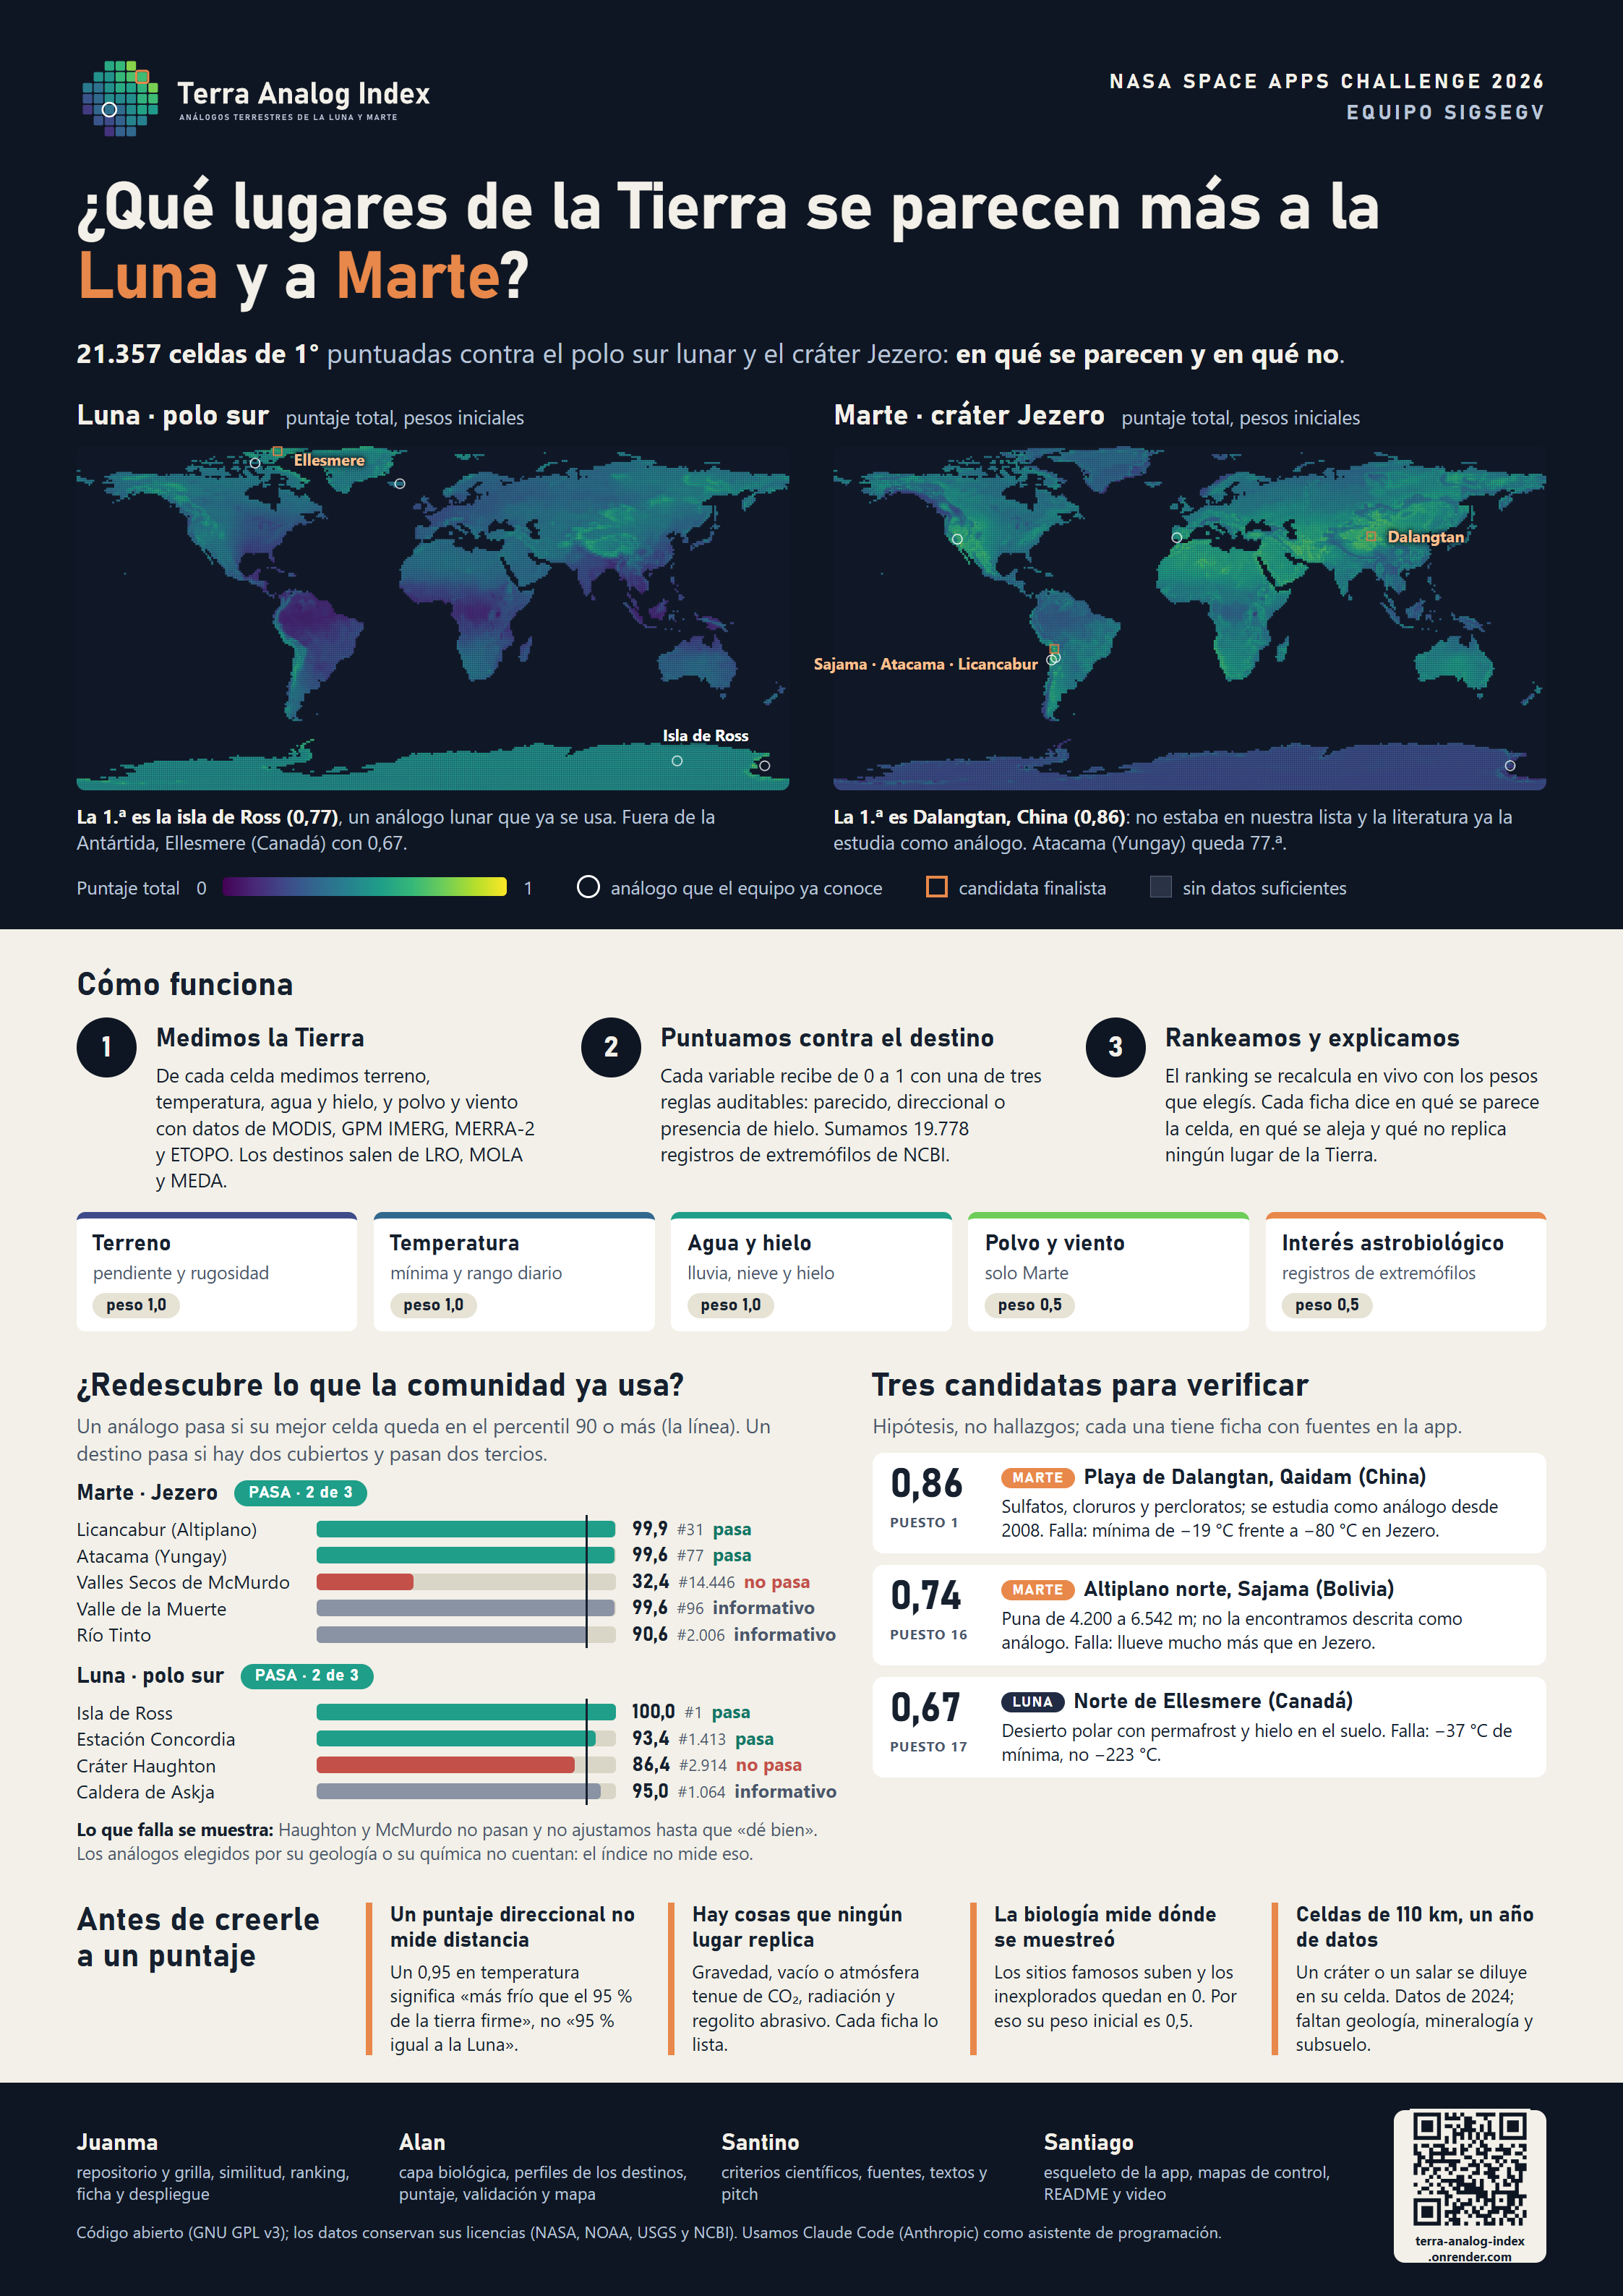 Terra Analog Index
ANÁLOGOS TERRESTRES DE LA LUNA Y MARTE
NASA SPACE APPS CHALLENGE 2026
EQUIPO SIGSEGV
¿Qué lugares de la Tierra se parecen más a la
Luna y a Marte?
21.357 celdas de 1° puntuadas contra el polo sur lunar y el cráter Jezero: en qué se parecen y en qué no.
Luna · polo sur puntaje total, pesos iniciales
Ellesmere
Isla de Ross
La 1.ª es la isla de Ross (0,77), un análogo lunar que ya se usa. Fuera de la
Antártida, Ellesmere (Canadá) con 0,67.
Marte · cráter Jezero puntaje total, pesos iniciales
Dalangtan
Sajama · Atacama · Licancabur
La 1.ª es Dalangtan, China (0,86): no estaba en nuestra lista y la literatura ya la
estudia como análogo. Atacama (Yungay) queda 77.ª.
Puntaje total 0 1 análogo que el equipo ya conoce candidata finalista sin datos suficientes
Cómo funciona
1
Medimos la Tierra
De cada celda medimos terreno,
temperatura, agua y hielo, y polvo y viento
con datos de MODIS, GPM IMERG, MERRA-2
y ETOPO. Los destinos salen de LRO, MOLA
y MEDA.
2
Puntuamos contra el destino
Cada variable recibe de 0 a 1 con una de tres
reglas auditables: parecido, direccional o
presencia de hielo. Sumamos 19.778
registros de extremófilos de NCBI.
3
Rankeamos y explicamos
El ranking se recalcula en vivo con los pesos
que elegís. Cada ficha dice en qué se parece
la celda, en qué se aleja y qué no replica
ningún lugar de la Tierra.
Terreno
pendiente y rugosidad
peso 1,0
Temperatura
mínima y rango diario
peso 1,0
Agua y hielo
lluvia, nieve y hielo
peso 1,0
Polvo y viento
solo Marte
peso 0,5
Interés astrobiológico
registros de extremófilos
peso 0,5
¿Redescubre lo que la comunidad ya usa?
Un análogo pasa si su mejor celda queda en el percentil 90 o más (la línea). Un
destino pasa si hay dos cubiertos y pasan dos tercios.
Marte · Jezero PASA · 2 de 3
Licancabur (Altiplano) 99,9 #31 pasa
Atacama (Yungay) 99,6 #77 pasa
Valles Secos de McMurdo 32,4 #14.446 no pasa
Valle de la Muerte 99,6 #96 informativo
Río Tinto 90,6 #2.006 informativo
Luna · polo sur PASA · 2 de 3
Isla de Ross 100,0 #1 pasa
Estación Concordia 93,4 #1.413 pasa
Cráter Haughton 86,4 #2.914 no pasa
Caldera de Askja 95,0 #1.064 informativo
Lo que falla se muestra: Haughton y McMurdo no pasan y no ajustamos hasta que «dé bien».
Los análogos elegidos por su geología o su química no cuentan: el índice no mide eso.
Tres candidatas para verificar
Hipótesis, no hallazgos; cada una tiene ficha con fuentes en la app.
0,86
PUESTO 1
MARTE Playa de Dalangtan, Qaidam (China)
Sulfatos, cloruros y percloratos; se estudia como análogo desde
2008. Falla: mínima de −19 °C frente a −80 °C en Jezero.
0,74
PUESTO 16
MARTE Altiplano norte, Sajama (Bolivia)
Puna de 4.200 a 6.542 m; no la encontramos descrita como
análogo. Falla: llueve mucho más que en Jezero.
0,67
PUESTO 17
LUNA Norte de Ellesmere (Canadá)
Desierto polar con permafrost y hielo en el suelo. Falla: −37 °C de
mínima, no −223 °C.
Antes de creerle
a un puntaje
Un puntaje direccional no
mide distancia
Un 0,95 en temperatura
significa «más frío que el 95 %
de la tierra firme», no «95 %
igual a la Luna».
Hay cosas que ningún
lugar replica
Gravedad, vacío o atmósfera
tenue de CO₂, radiación y
regolito abrasivo. Cada ficha lo
lista.
La biología mide dónde
se muestreó
Los sitios famosos suben y los
inexplorados quedan en 0. Por
eso su peso inicial es 0,5.
Celdas de 110 km, un año
de datos
Un cráter o un salar se diluye
en su celda. Datos de 2024;
faltan geología, mineralogía y
subsuelo.
Juanma
repositorio y grilla, similitud, ranking,
ficha y despliegue
Alan
capa biológica, perfiles de los destinos,
puntaje, validación y mapa
Santino
criterios científicos, fuentes, textos y
pitch
Santiago
esqueleto de la app, mapas de control,
README y video
Código abierto (GNU GPL v3); los datos conservan sus licencias (NASA, NOAA, USGS y NCBI). Usamos Claude Code (Anthropic) como asistente de programación.
terra-analog-index
.onrender.com